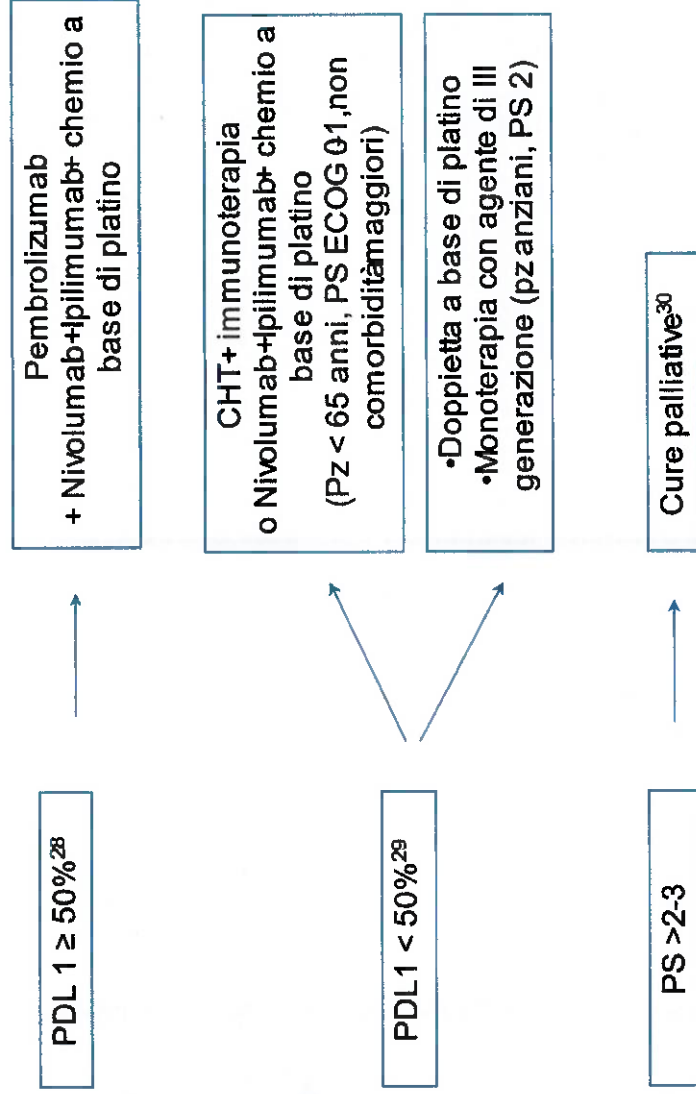 PDL 1 ≥ 50%28
Pembrolizumab
+ Nivolumab+Ipilimumab+ chemio a
base di platino
PDL1 < 50%29
CHT+ immunoterapia
o Nivolumab+Ipilimumab+ chemio a
base di platino
(Pz < 65 anni, PS ECOG 0-1,non
comorbiditàmaggiori)
•Doppietta a base di platino
•Monoterapia con agente di III
generazione (pz anziani, PS 2)
PS >2-3
Cure palliative30